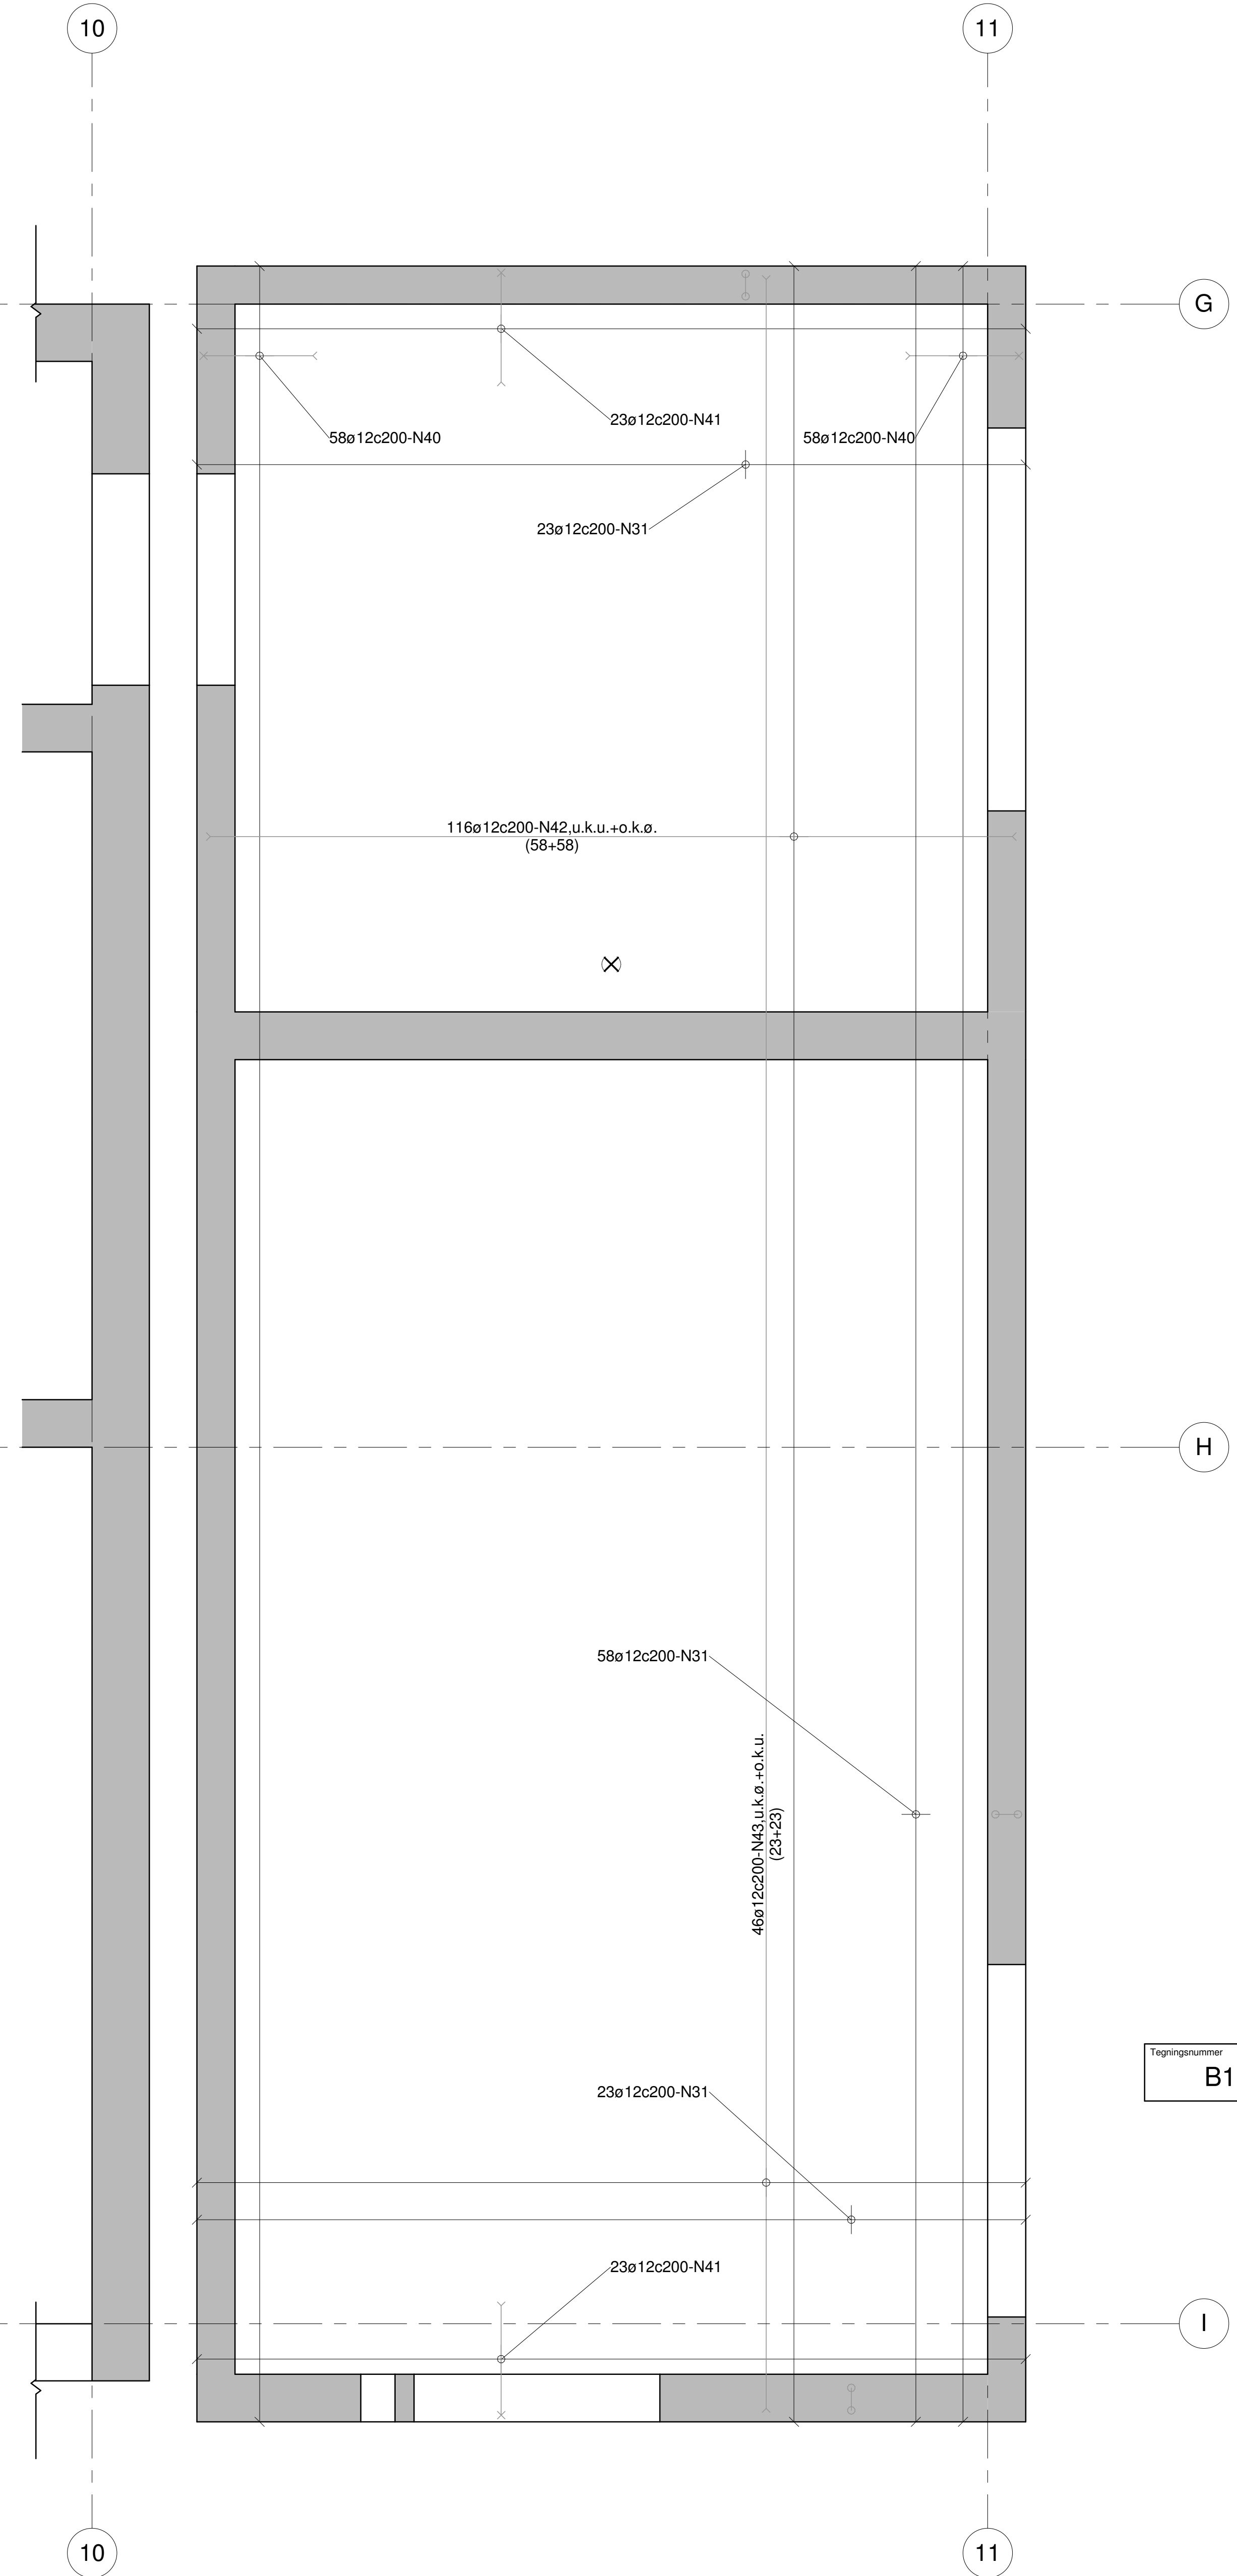 10
11
G
23ø12c200-N41
58ø12c200-N40
58ø12c200-N40
23ø12c200-N31
116ø12c200-N42,u.k.u.+o.k.ø.
(58+58)
H
58ø12c200-N31
46ø12c200-N43,u.k.ø.+o.k.u.
(23+23)
Tegningsnummer
B1
23ø12c200-N31
23ø12c200-N41
I
10
11